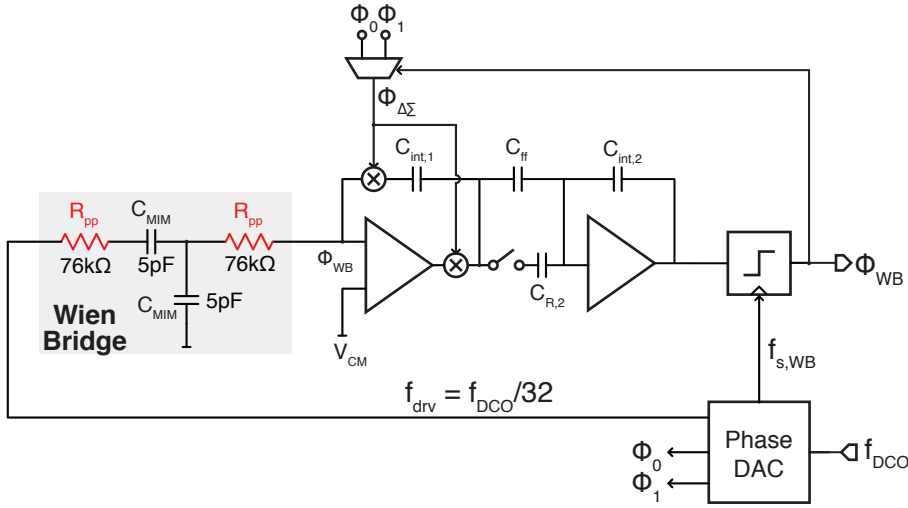 Φ0 Φ1
ΦΔΣ
Cint,1
Cff
Cint,2
Rpp
CMIM
Rpp
76kΩ
5pF
76kΩ
ΦWB
CMIM
5pF
Wien
Bridge
VCM
CR,2
ΦWB
fs,WB
fdrv = fDCO/32
Phase
DAC
Φ0
Φ1
fDCO